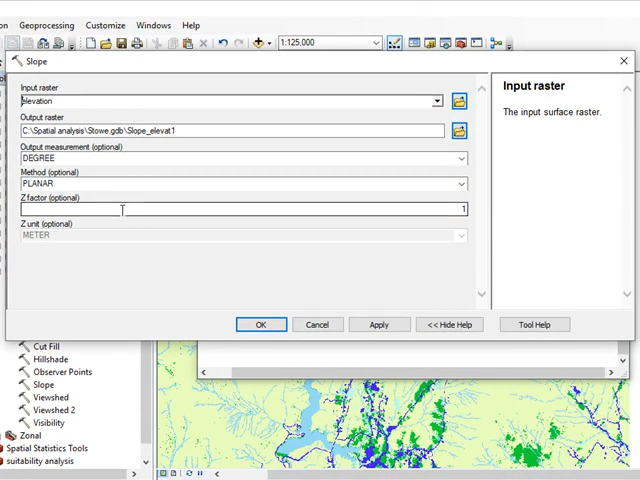 on Geoprocessing Customize Windows Help
1:125,000
Slope
Input raster
elevation
Output raster
C:\Spatial analysis\Stowe.gdb\Slope_elevat1
Output measurement (optional)
DEGREE
Method (optional)
PLANAR
Z factor (optional)
1
Z unit (optional)
METER
Input raster
The input surface raster.
OK Cancel Apply << Hide Help Tool Help
Cut Fill
Hillshade
Observer Points
Slope
Viewshed
Viewshed 2
Visibility
Zonal
Spatial Statistics Tools
suitability analysis